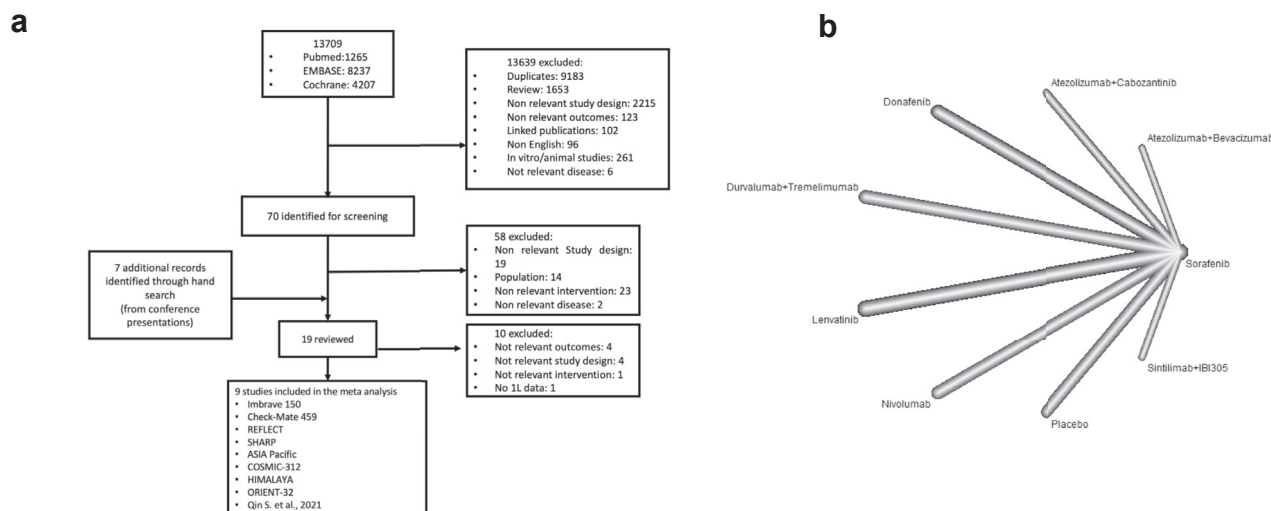 a
13709
• Pubmed:1265
• EMBASE: 8237
• Cochrane: 4207
13639 excluded:
• Duplicates: 9183
• Review: 1653
• Non relevant study design: 2215
• Non relevant outcomes: 123
• Linked publications: 102
• Non English: 96
• In vitro/animal studies: 261
• Not relevant disease: 6
70 identified for screening
7 additional records
identified through hand
search
(from conference
presentations)
58 excluded:
• Non relevant Study design:
19
• Population: 14
• Non relevant intervention: 23
• Non relevant disease: 2
19 reviewed
10 excluded:
• Not relevant outcomes: 4
• Not relevant study design: 4
• Not relevant intervention: 1
• No 1L data: 1
9 studies included in the meta analysis
• Imbrave 150
• Check-Mate 459
• REFLECT
• SHARP
• ASIA Pacific
• COSMIC-312
• HIMALAYA
• ORIENT-32
• Qin S. et al., 2021
b
Atezolizumab+Cabozantinib
Donafenib
Atezolizumab+Bevacizumab
Durvalumab+Tremelimumab
Sorafenib
Lenvatinib
Sintilimab+IBI305
Nivolumab
Placebo